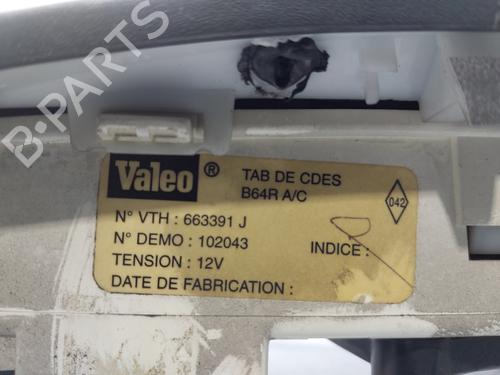 B-PARTS
Valeo ®
TAB DE CDES
B64R A/C
042
N° VTH : 663391 J
N° DEMO : 102043
INDICE :
TENSION : 12V
DATE DE FABRICATION :